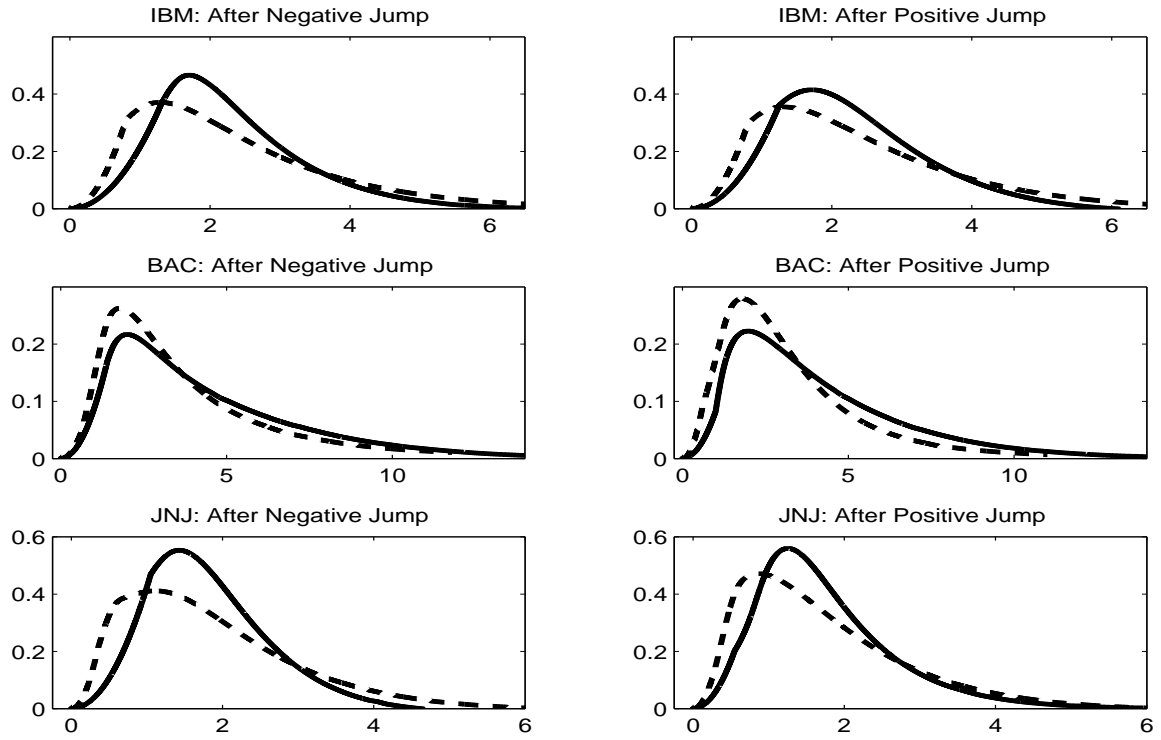 IBM: After Negative Jump
0.4
0.2
0
0 2 4 6
IBM: After Positive Jump
0.4
0.2
0
0 2 4 6
BAC: After Negative Jump
0.2
0.1
0
0 5 10
BAC: After Positive Jump
0.2
0.1
0
0 5 10
JNJ: After Negative Jump
0.6
0.4
0.2
0
0 2 4 6
JNJ: After Positive Jump
0.6
0.4
0.2
0
0 2 4 6